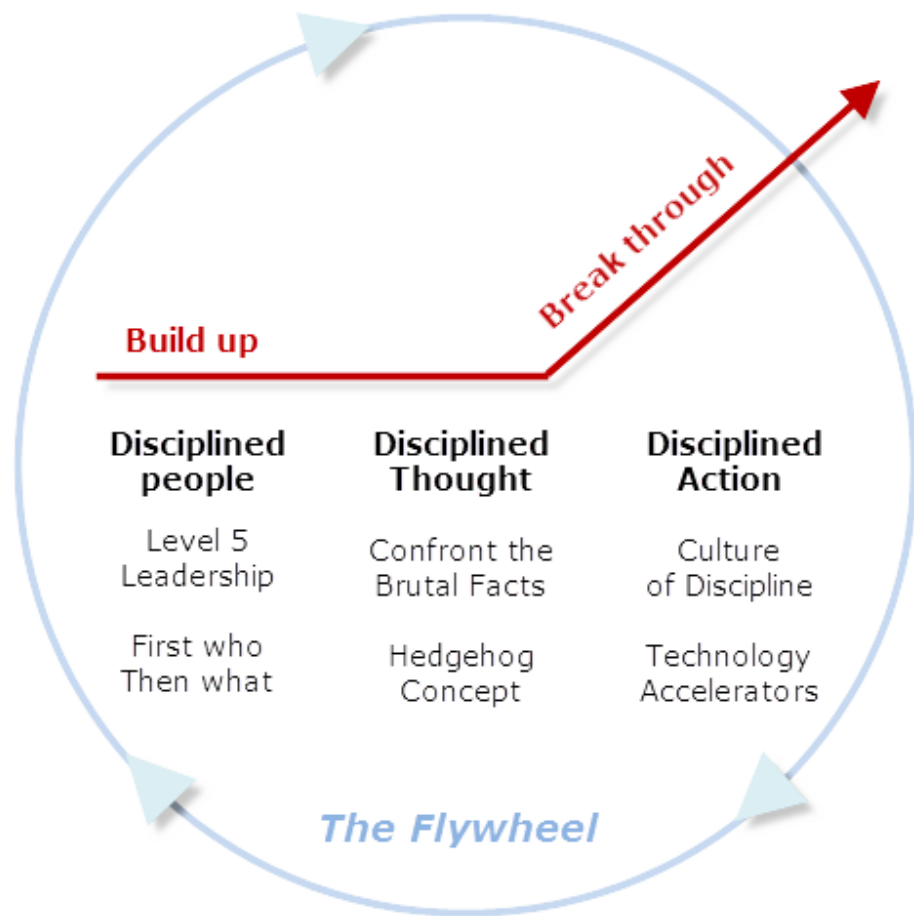 Break through
Build up
Disciplined
people
Level 5
Leadership
First who
Then what
Disciplined
Thought
Confront the
Brutal Facts
Hedgehog
Concept
Disciplined
Action
Culture
of Discipline
Technology
Accelerators
The Flywheel